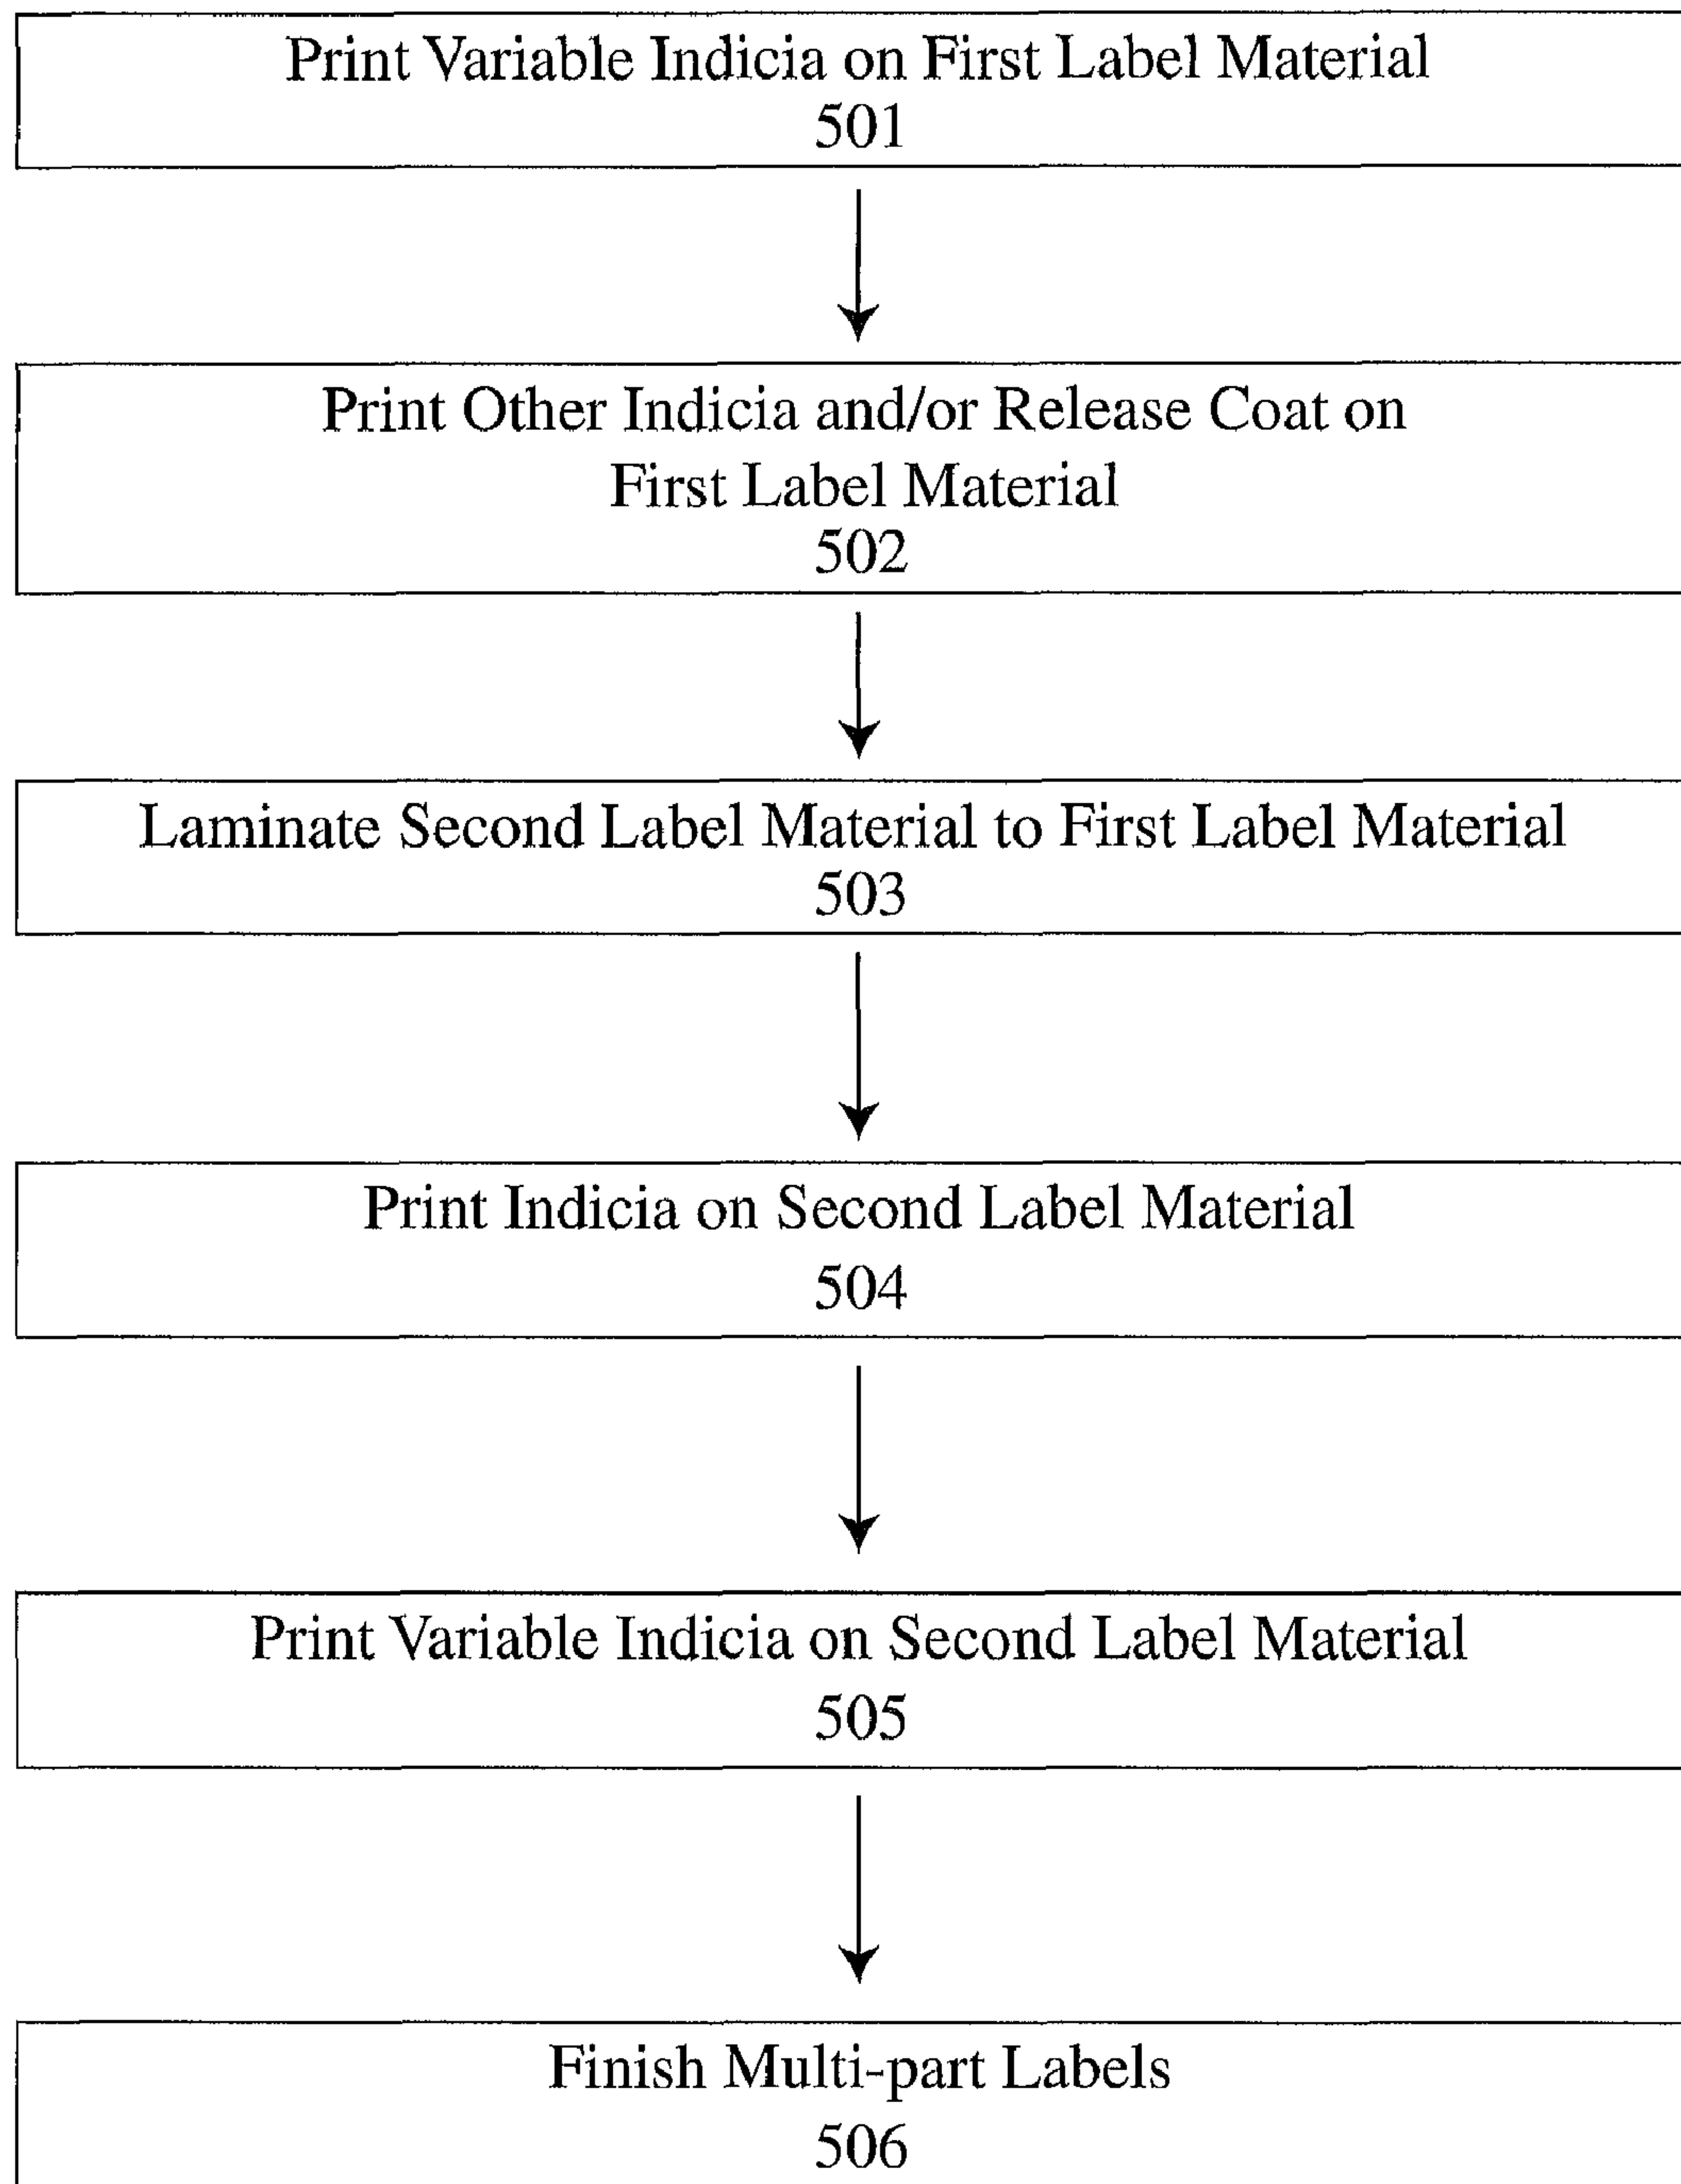 Print Variable Indicia on First Label Material
501
Print Other Indicia and/or Release Coat on
First Label Material
502
Laminate Second Label Material to First Label Material
503
Print Indicia on Second Label Material
504
Print Variable Indicia on Second Label Material
505
Finish Multi-part Labels
506